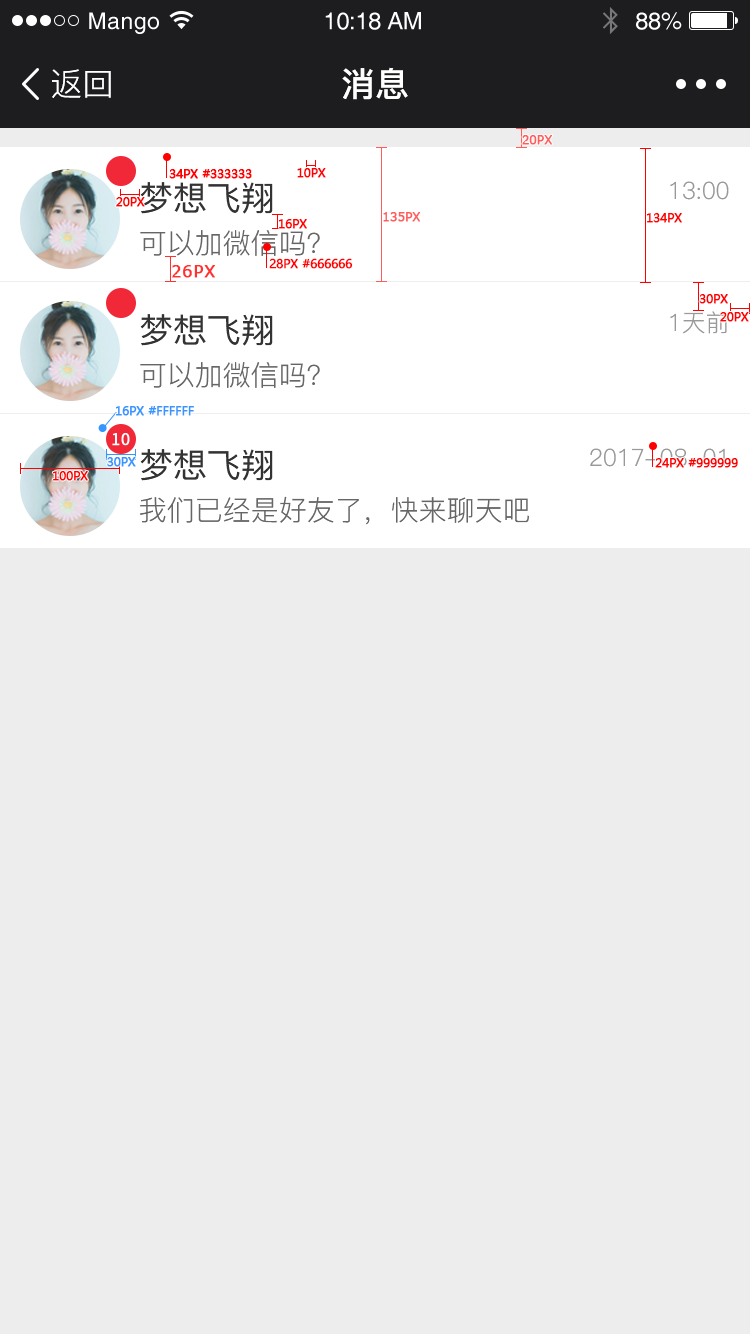 Mango 10:18 AM 88%
返回 消息
20PX
34PX #333333
10PX
20PX
梦想飞翔
13:00
135PX
134PX
16PX
可以加微信吗?
28PX #666666
26PX
30PX
20PX
梦想飞翔
1天前
可以加微信吗?
16PX #FFFFFF
10
30PX
梦想飞翔
2017-08-01
24PX #999999
100PX
我们已经是好友了，快来聊天吧